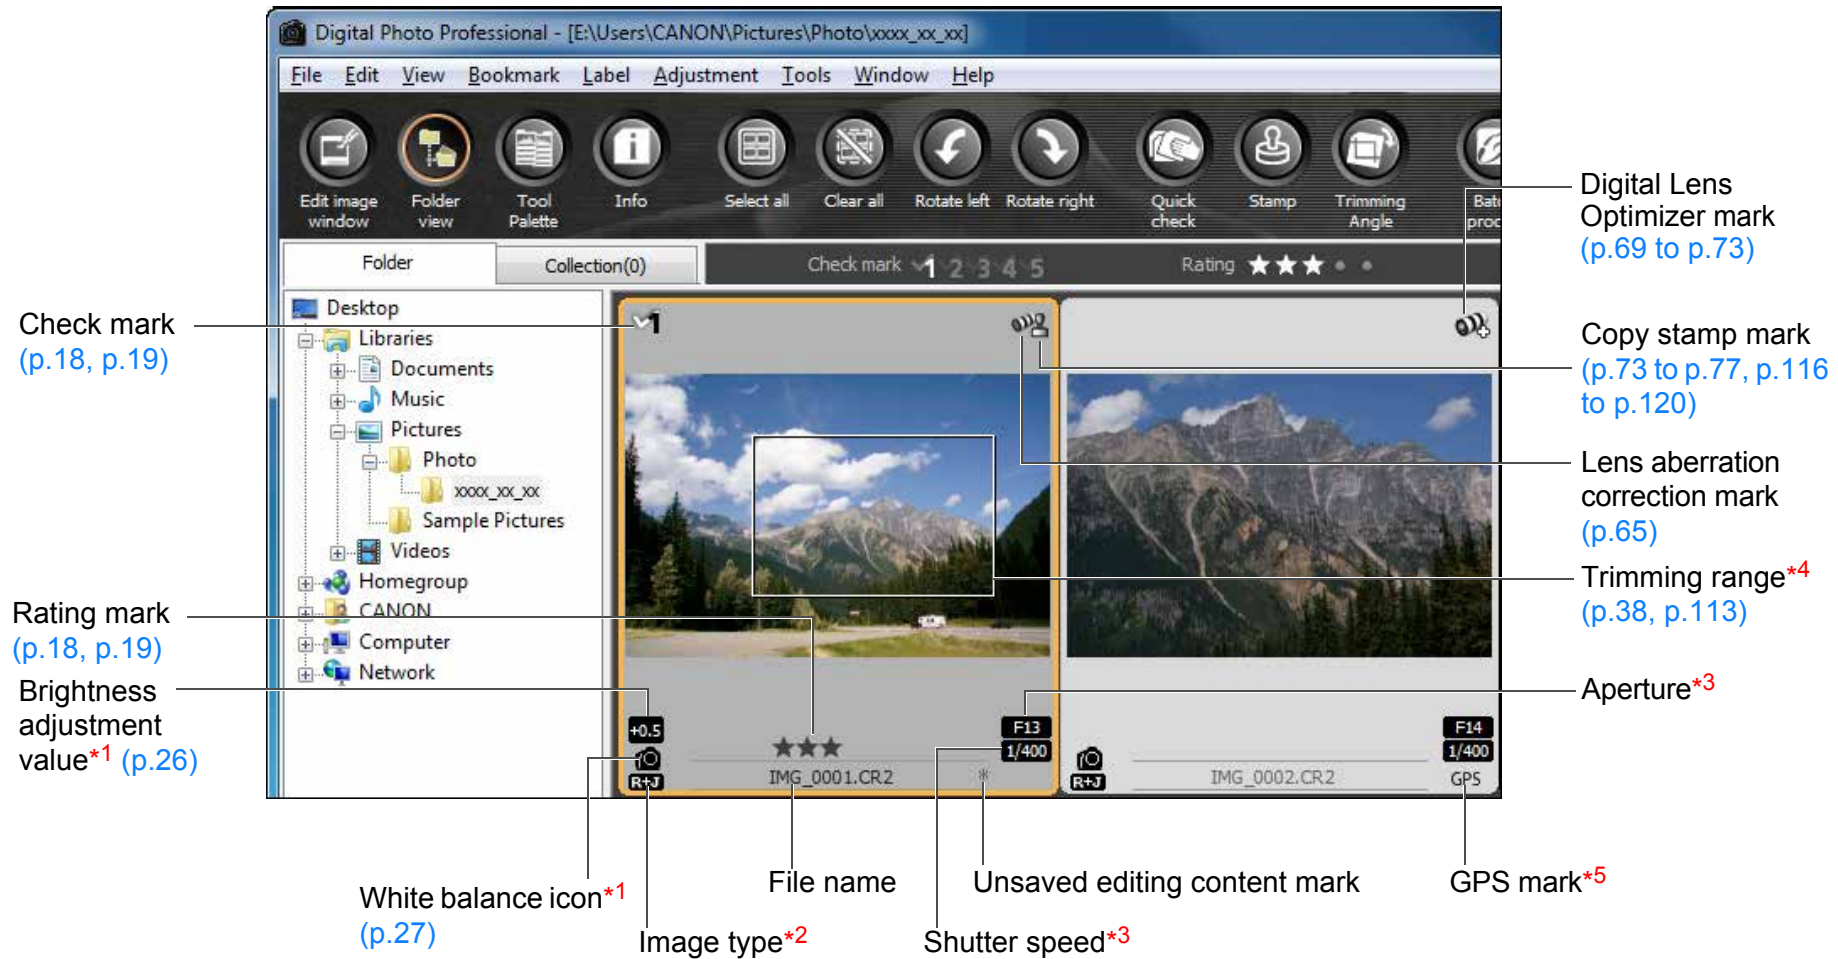 Digital Photo Professional - [E:\Users\CANON\Pictures\Photo\xxxx_xx_xx]
File Edit View Bookmark Label Adjustment Tools Window Help
Edit image
window
Folder
view
Tool
Palette
Info
Select all
Clear all
Rotate left
Rotate right
Quick
check
Stamp
Trimming
Angle
Folder
Collection(0)
Check mark 1 2 3 4 5
Rating
Desktop
Libraries
Documents
Music
Pictures
Photo
xxxx_xx_xx
Sample Pictures
Videos
Homegroup
CANON
Computer
Network
1
+0.5
R+J
F13
1/400
IMG_0001.CR2
*
R+J
F14
1/400
IMG_0002.CR2
GPS
Check mark
(p.18, p.19)
Rating mark
(p.18, p.19)
Brightness
adjustment
value*1 (p.26)
White balance icon*1
(p.27)
Image type*2
File name
Shutter speed*3
Unsaved editing content mark
GPS mark*5
Digital Lens
Optimizer mark
(p.69 to p.73)
Copy stamp mark
(p.73 to p.77, p.116
to p.120)
Lens aberration
correction mark
(p.65)
Trimming range*4
(p.38, p.113)
Aperture*3